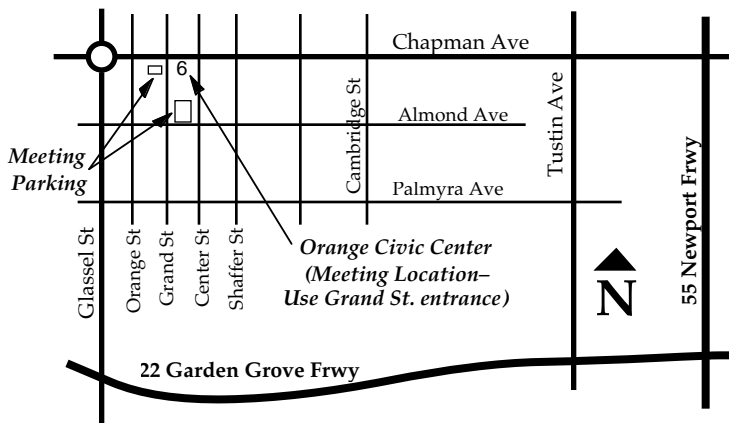 Chapman Ave
6
Almond Ave
Cambridge St
Tustin Ave
Meeting
Parking
Palmyra Ave
55 Newport Frwy
Glassel St
Orange St
Grand St
Center St
Shaffer St
Orange Civic Center
(Meeting Location–
Use Grand St. entrance)
N
22 Garden Grove Frwy